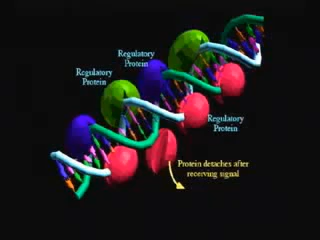 Regulatory
Protein
Regulatory
Protein
Regulatory
Protein
Protein detaches after
receiving signal